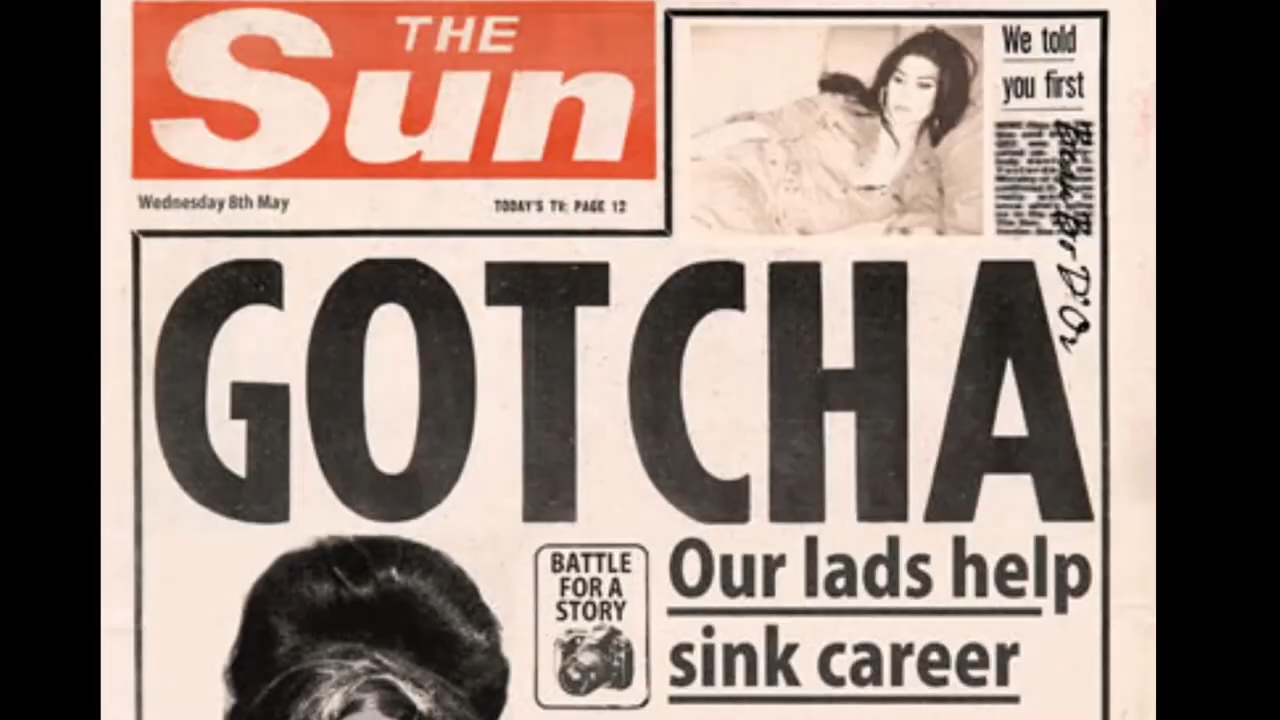 THE
Sun
Wednesday 8th May
TODAY'S TV: PAGE 12
We told
you first
GOTCHA
BATTLE
FOR A
STORY
Our lads help
sink career